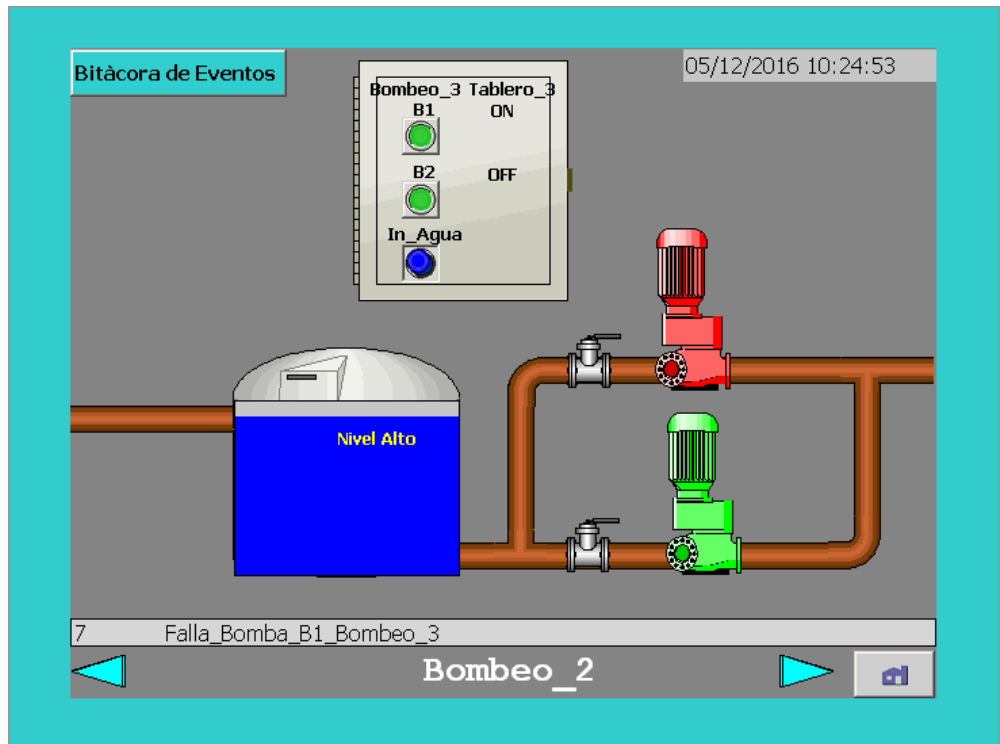 Bitàcora de Eventos
05/12/2016 10:24:53
Bombeo_3 Tablero_3
B1 ON
B2 OFF
In_Agua
Nivel Alto
7 Falla_Bomba_B1_Bombeo_3
Bombeo_2